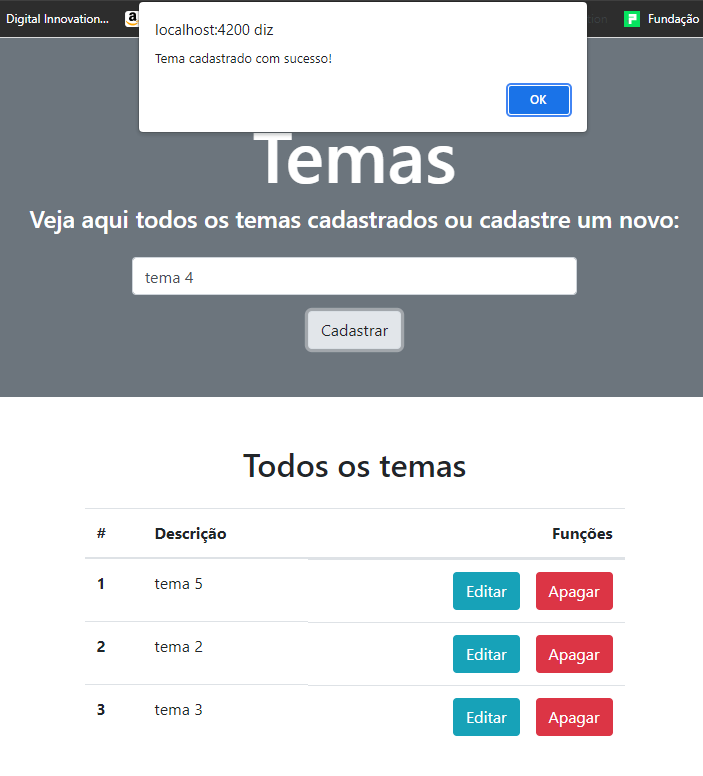 Digital Innovation...
Fundação
localhost:4200 diz
Tema cadastrado com sucesso!
OK
Temas
Veja aqui todos os temas cadastrados ou cadastre um novo:
tema 4
Cadastrar
Todos os temas
# Descrição Funções
1 tema 5 Editar Apagar
2 tema 2 Editar Apagar
3 tema 3 Editar Apagar